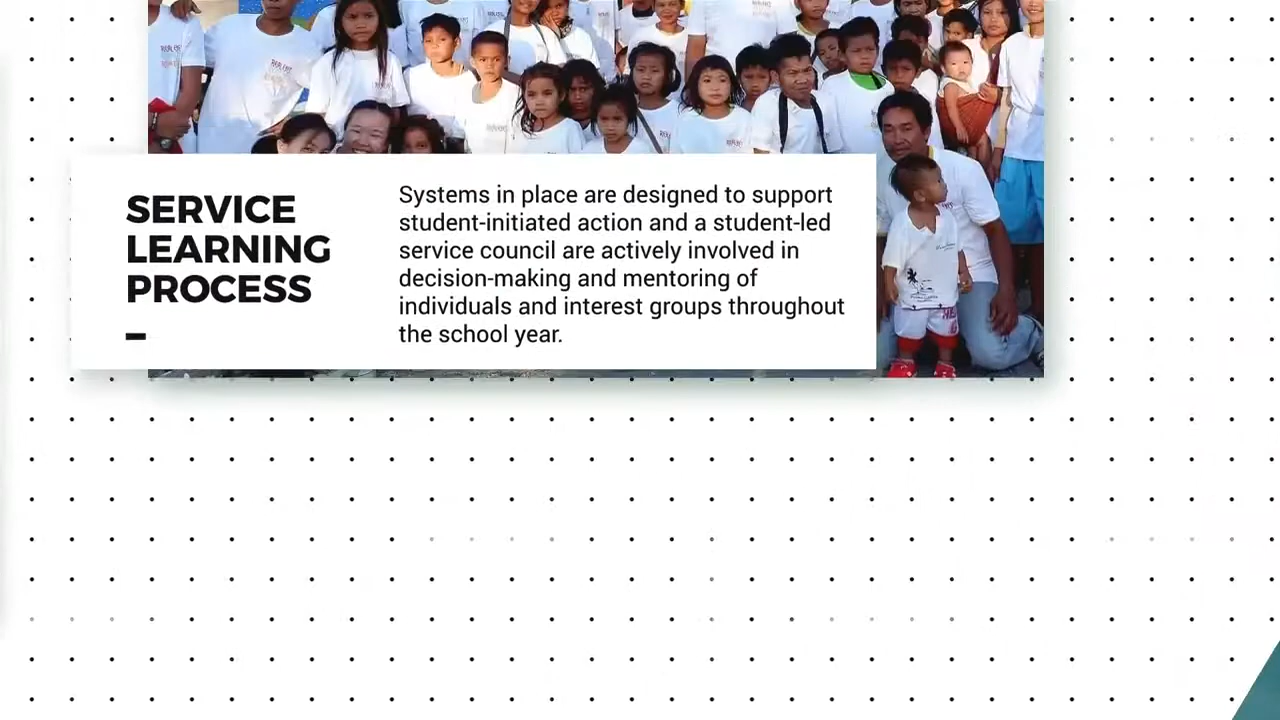 SERVICE
LEARNING
PROCESS
Systems in place are designed to support
student-initiated action and a student-led
service council are actively involved in
decision-making and mentoring of
individuals and interest groups throughout
the school year.